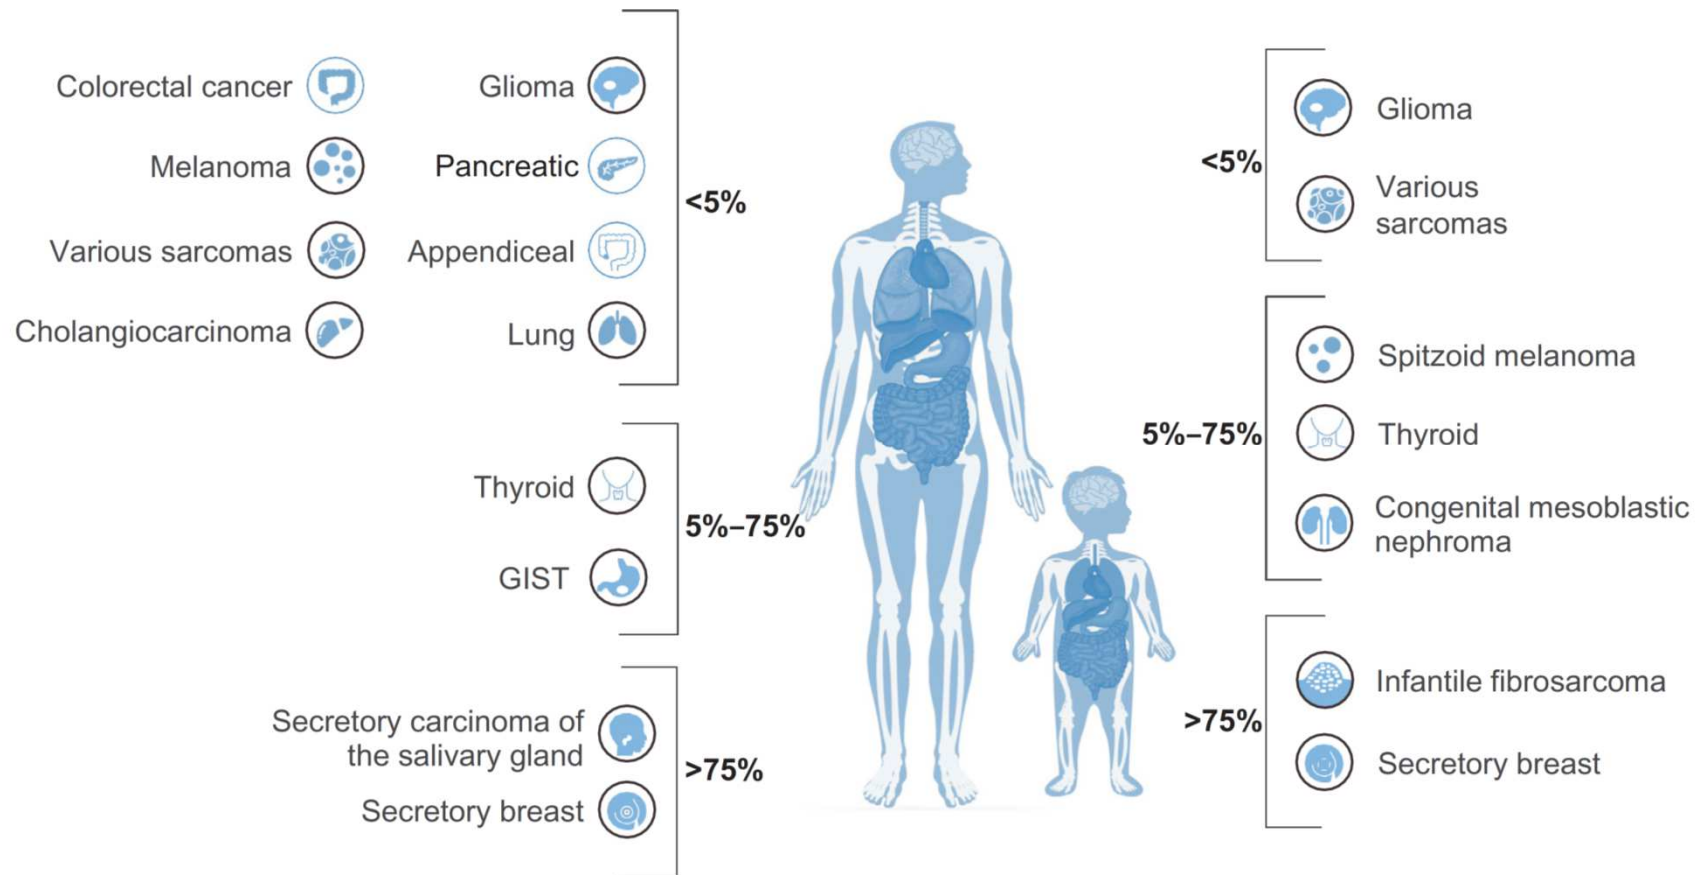 Colorectal cancer
Glioma
Melanoma
Pancreatic
<5%
Various sarcomas
Appendiceal
Cholangiocarcinoma
Lung
Thyroid
5%–75%
GIST
Secretory carcinoma of
the salivary gland
>75%
Secretory breast
Glioma
<5%
Various
sarcomas
Spitzoid melanoma
5%–75%
Thyroid
Congenital mesoblastic
nephroma
Infantile fibrosarcoma
>75%
Secretory breast